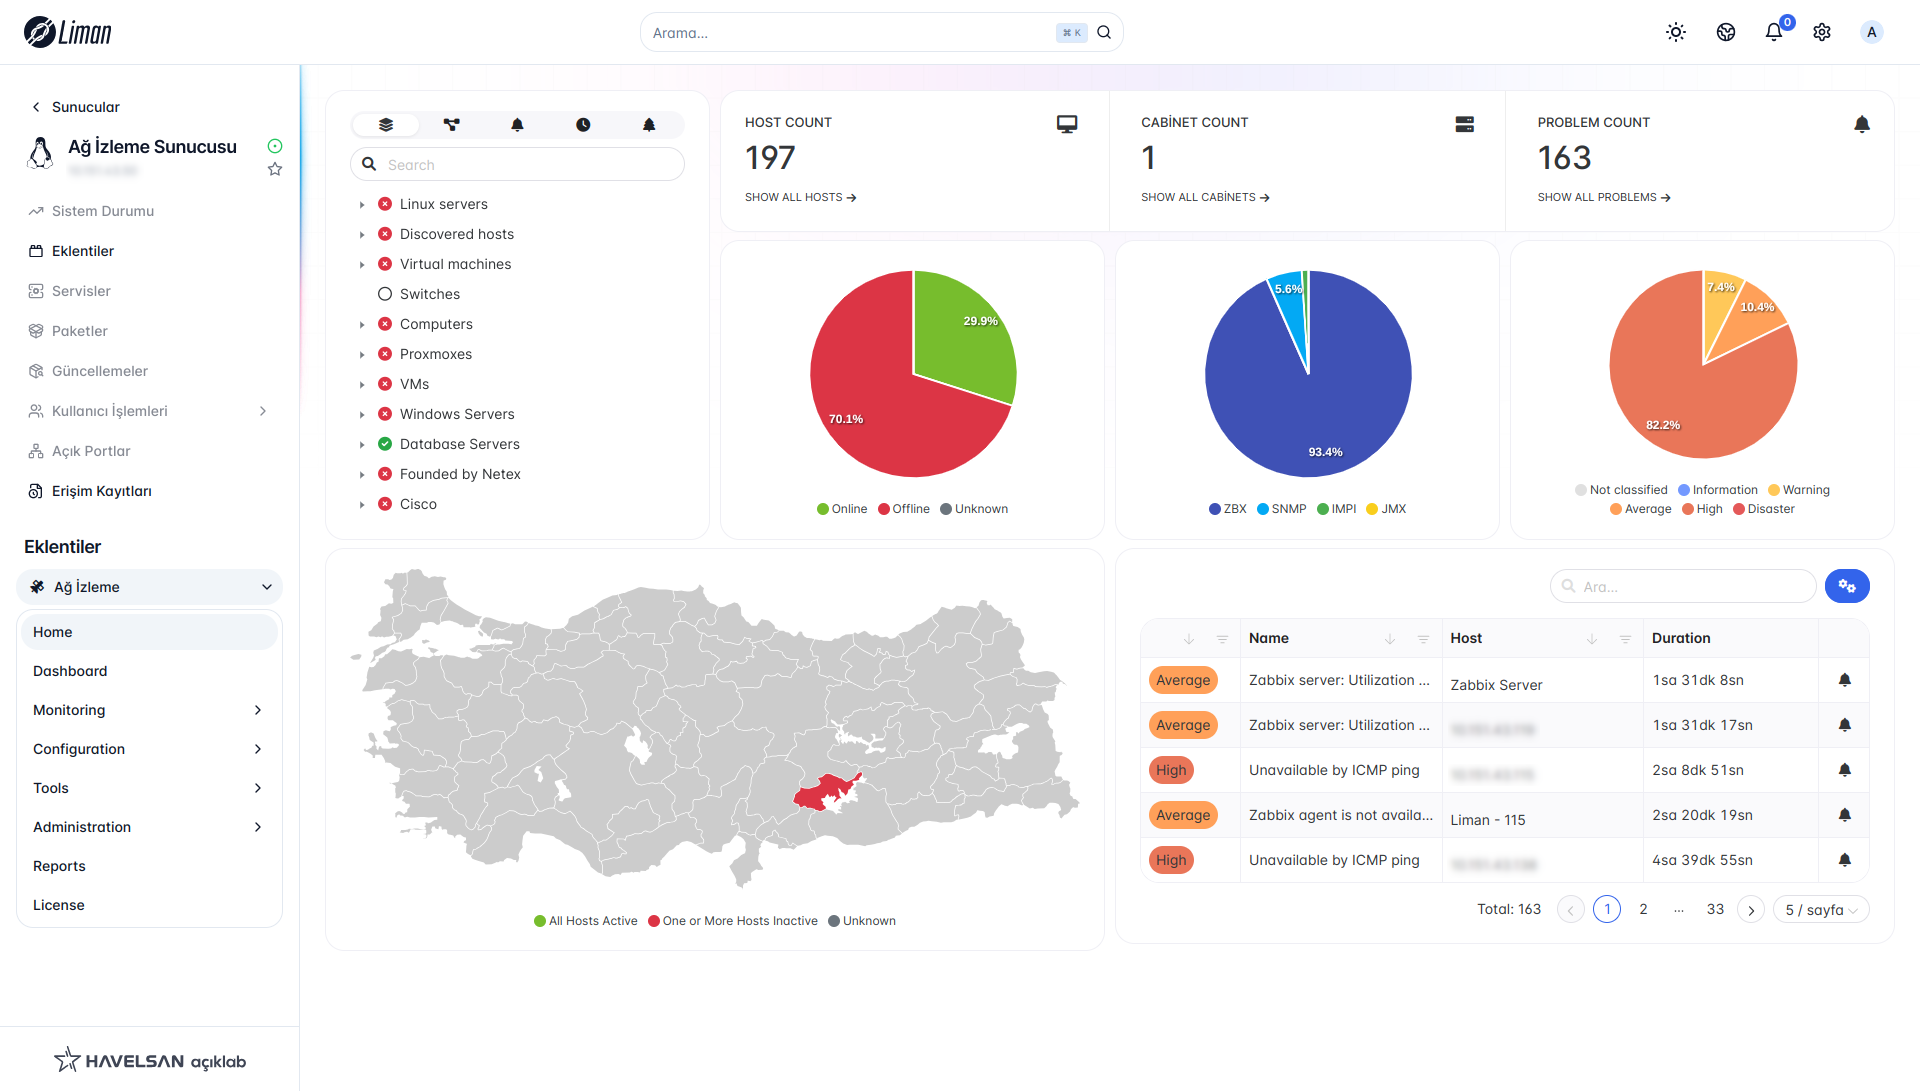 Liman
Arama...
⌘ K
0
A
Sunucular
Ağ İzleme Sunucusu
Sistem Durumu
Eklentiler
Servisler
Paketler
Güncellemeler
Kullanıcı İşlemleri
Açık Portlar
Erişim Kayıtları
Eklentiler
Ağ İzleme
Home
Dashboard
Monitoring
Configuration
Tools
Administration
Reports
License
HAVELSAN açıklab
Search
Linux servers
Discovered hosts
Virtual machines
Switches
Computers
Proxmoxes
VMs
Windows Servers
Database Servers
Founded by Netex
Cisco
HOST COUNT
197
SHOW ALL HOSTS
CABİNET COUNT
1
SHOW ALL CABİNETS
PROBLEM COUNT
163
SHOW ALL PROBLEMS
29.9%
70.1%
Online Offline Unknown
5.6%
93.4%
ZBX SNMP IMPI JMX
7.4%
10.4%
82.2%
Not classified Information Warning
Average High Disaster
All Hosts Active One or More Hosts Inactive Unknown
Ara...
Name Host Duration
Average Zabbix server: Utilization ... Zabbix Server 1sa 31dk 8sn
Average Zabbix server: Utilization ... 1sa 31dk 17sn
High Unavailable by ICMP ping 2sa 8dk 51sn
Average Zabbix agent is not availa... Liman - 115 2sa 20dk 19sn
High Unavailable by ICMP ping 4sa 39dk 55sn
Total: 163 1 2 ... 33 5 / sayfa